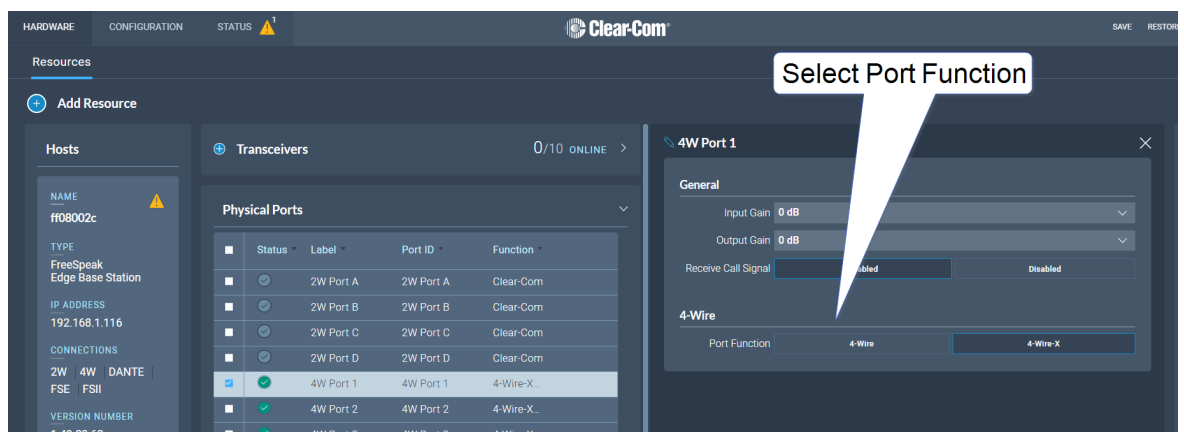 HARDWARE CONFIGURATION STATUS 1 Clear-Com SAVE RESTORE
Resources
Select Port Function
Add Resource
Hosts
NAME
ff08002c
TYPE
FreeSpeak
Edge Base Station
IP ADDRESS
192.168.1.116
CONNECTIONS
2W 4W DANTE
FSE FSII
VERSION NUMBER
Transceivers 0/10 ONLINE
Physical Ports
Status Label Port ID Function
2W Port A 2W Port A Clear-Com
2W Port B 2W Port B Clear-Com
2W Port C 2W Port C Clear-Com
2W Port D 2W Port D Clear-Com
4W Port 1 4W Port 1 4-Wire-X...
4W Port 2 4W Port 2 4-Wire-X...
4W Port 1
General
Input Gain 0 dB
Output Gain 0 dB
Receive Call Signal Disabled
4-Wire
Port Function 4-Wire 4-Wire-X